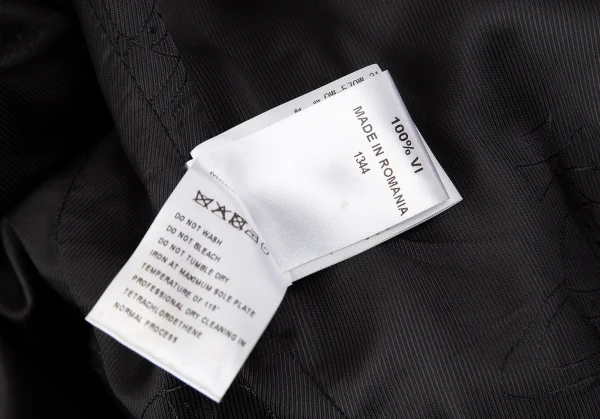 100% VI
MADE IN ROMANIA
1344
DO NOT WASH
DO NOT BLEACH
DO NOT TUMBLE DRY
IRON AT MAXIMUM SOLE PLATE
TEMPERATURE OF 110°
PROFESSIONAL DRY CLEANING IN
TETRACHLOROETHENE
NORMAL PROCESS